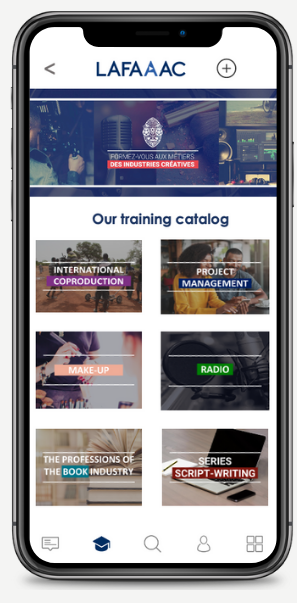 <
LAFAAAC
+
FORMEZ-VOUS AUX MÉTIERS
DES INDUSTRIES CRÉATIVES
Our training catalog
INTERNATIONAL
COPRODUCTION
PROJECT
MANAGEMENT
MAKE-UP
RADIO
THE PROFESSIONS OF
THE BOOK INDUSTRY
SERIES
SCRIPT-WRITING